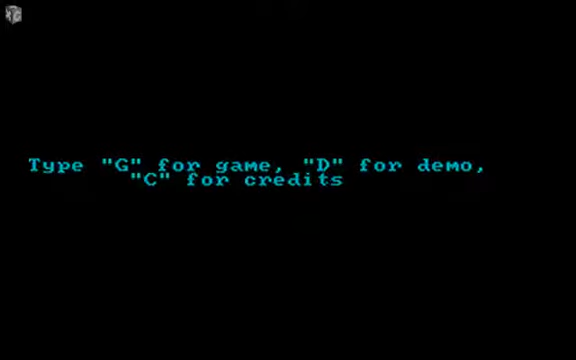 Type "G" for game, "D" for demo,
"C" for credits